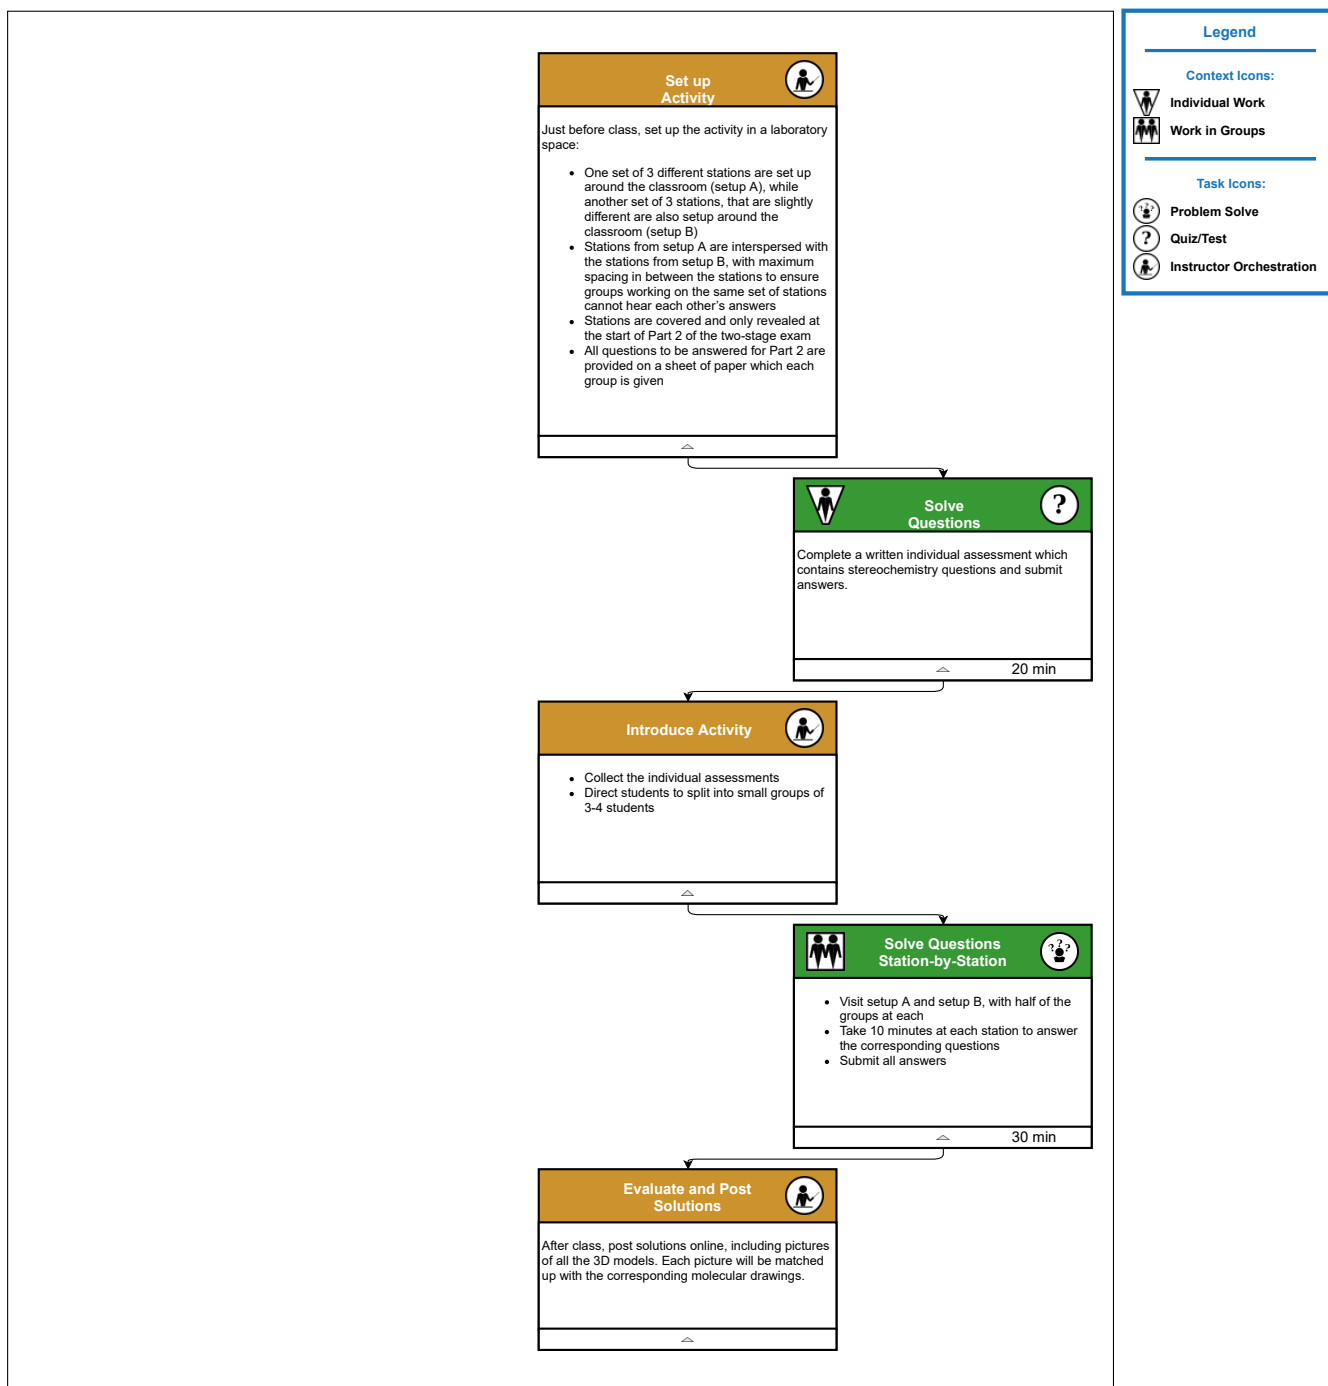 Set up
Activity
Just before class, set up the activity in a laboratory
space:
• One set of 3 different stations are set up
around the classroom (setup A), while
another set of 3 stations, that are slightly
different are also setup around the
classroom (setup B)
• Stations from setup A are interspersed with
the stations from setup B, with maximum
spacing in between the stations to ensure
groups working on the same set of stations
cannot hear each other’s answers
• Stations are covered and only revealed at
the start of Part 2 of the two-stage exam
• All questions to be answered for Part 2 are
provided on a sheet of paper which each
group is given
Solve
Questions
?
Complete a written individual assessment which
contains stereochemistry questions and submit
answers.
20 min
Introduce Activity
• Collect the individual assessments
• Direct students to split into small groups of
3-4 students
Solve Questions
Station-by-Station
? ? ?
• Visit setup A and setup B, with half of the
groups at each
• Take 10 minutes at each station to answer
the corresponding questions
• Submit all answers
30 min
Evaluate and Post
Solutions
After class, post solutions online, including pictures
of all the 3D models. Each picture will be matched
up with the corresponding molecular drawings.
Legend
Context Icons:
Individual Work
Work in Groups
Task Icons:
? ? ?
Problem Solve
?
Quiz/Test
Instructor Orchestration